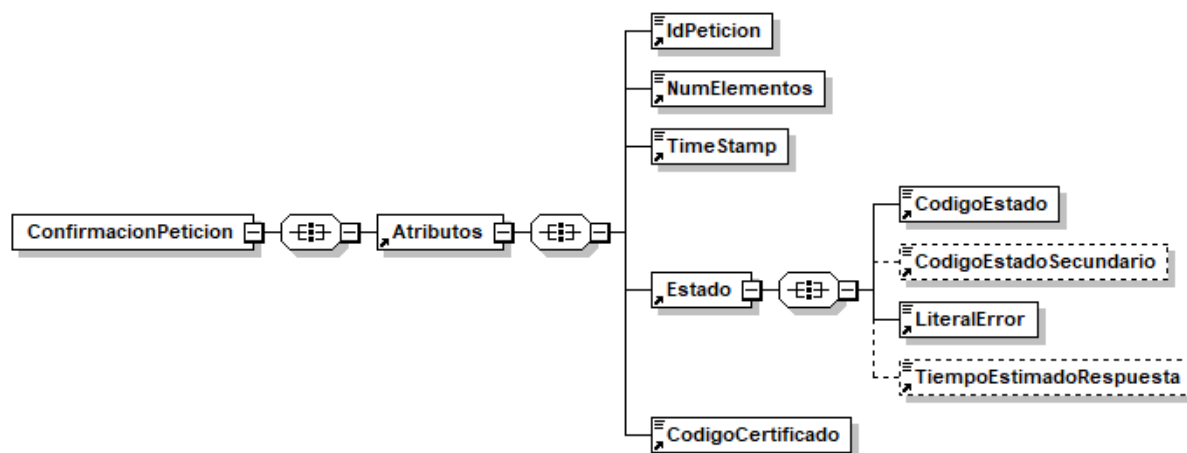 IdPeticion
NumElementos
TimeStamp
ConfirmacionPeticion
Atributos
Estado
CodigoEstado
CodigoEstadoSecundario
LiteralError
TiempoEstimadoRespuesta
CodigoCertificado